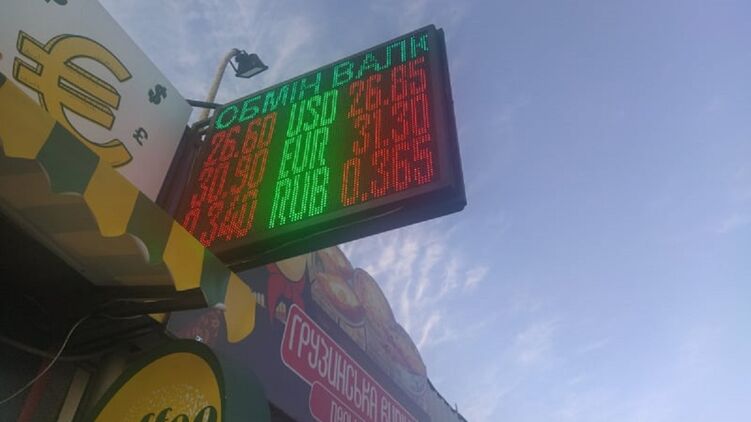 €
$
£
ОБМІН ВАЛЮ
26.60 USD 26.85
30.90 EUR 31.30
0.340 RUB 0.365
ГРУЗИНСЬКА